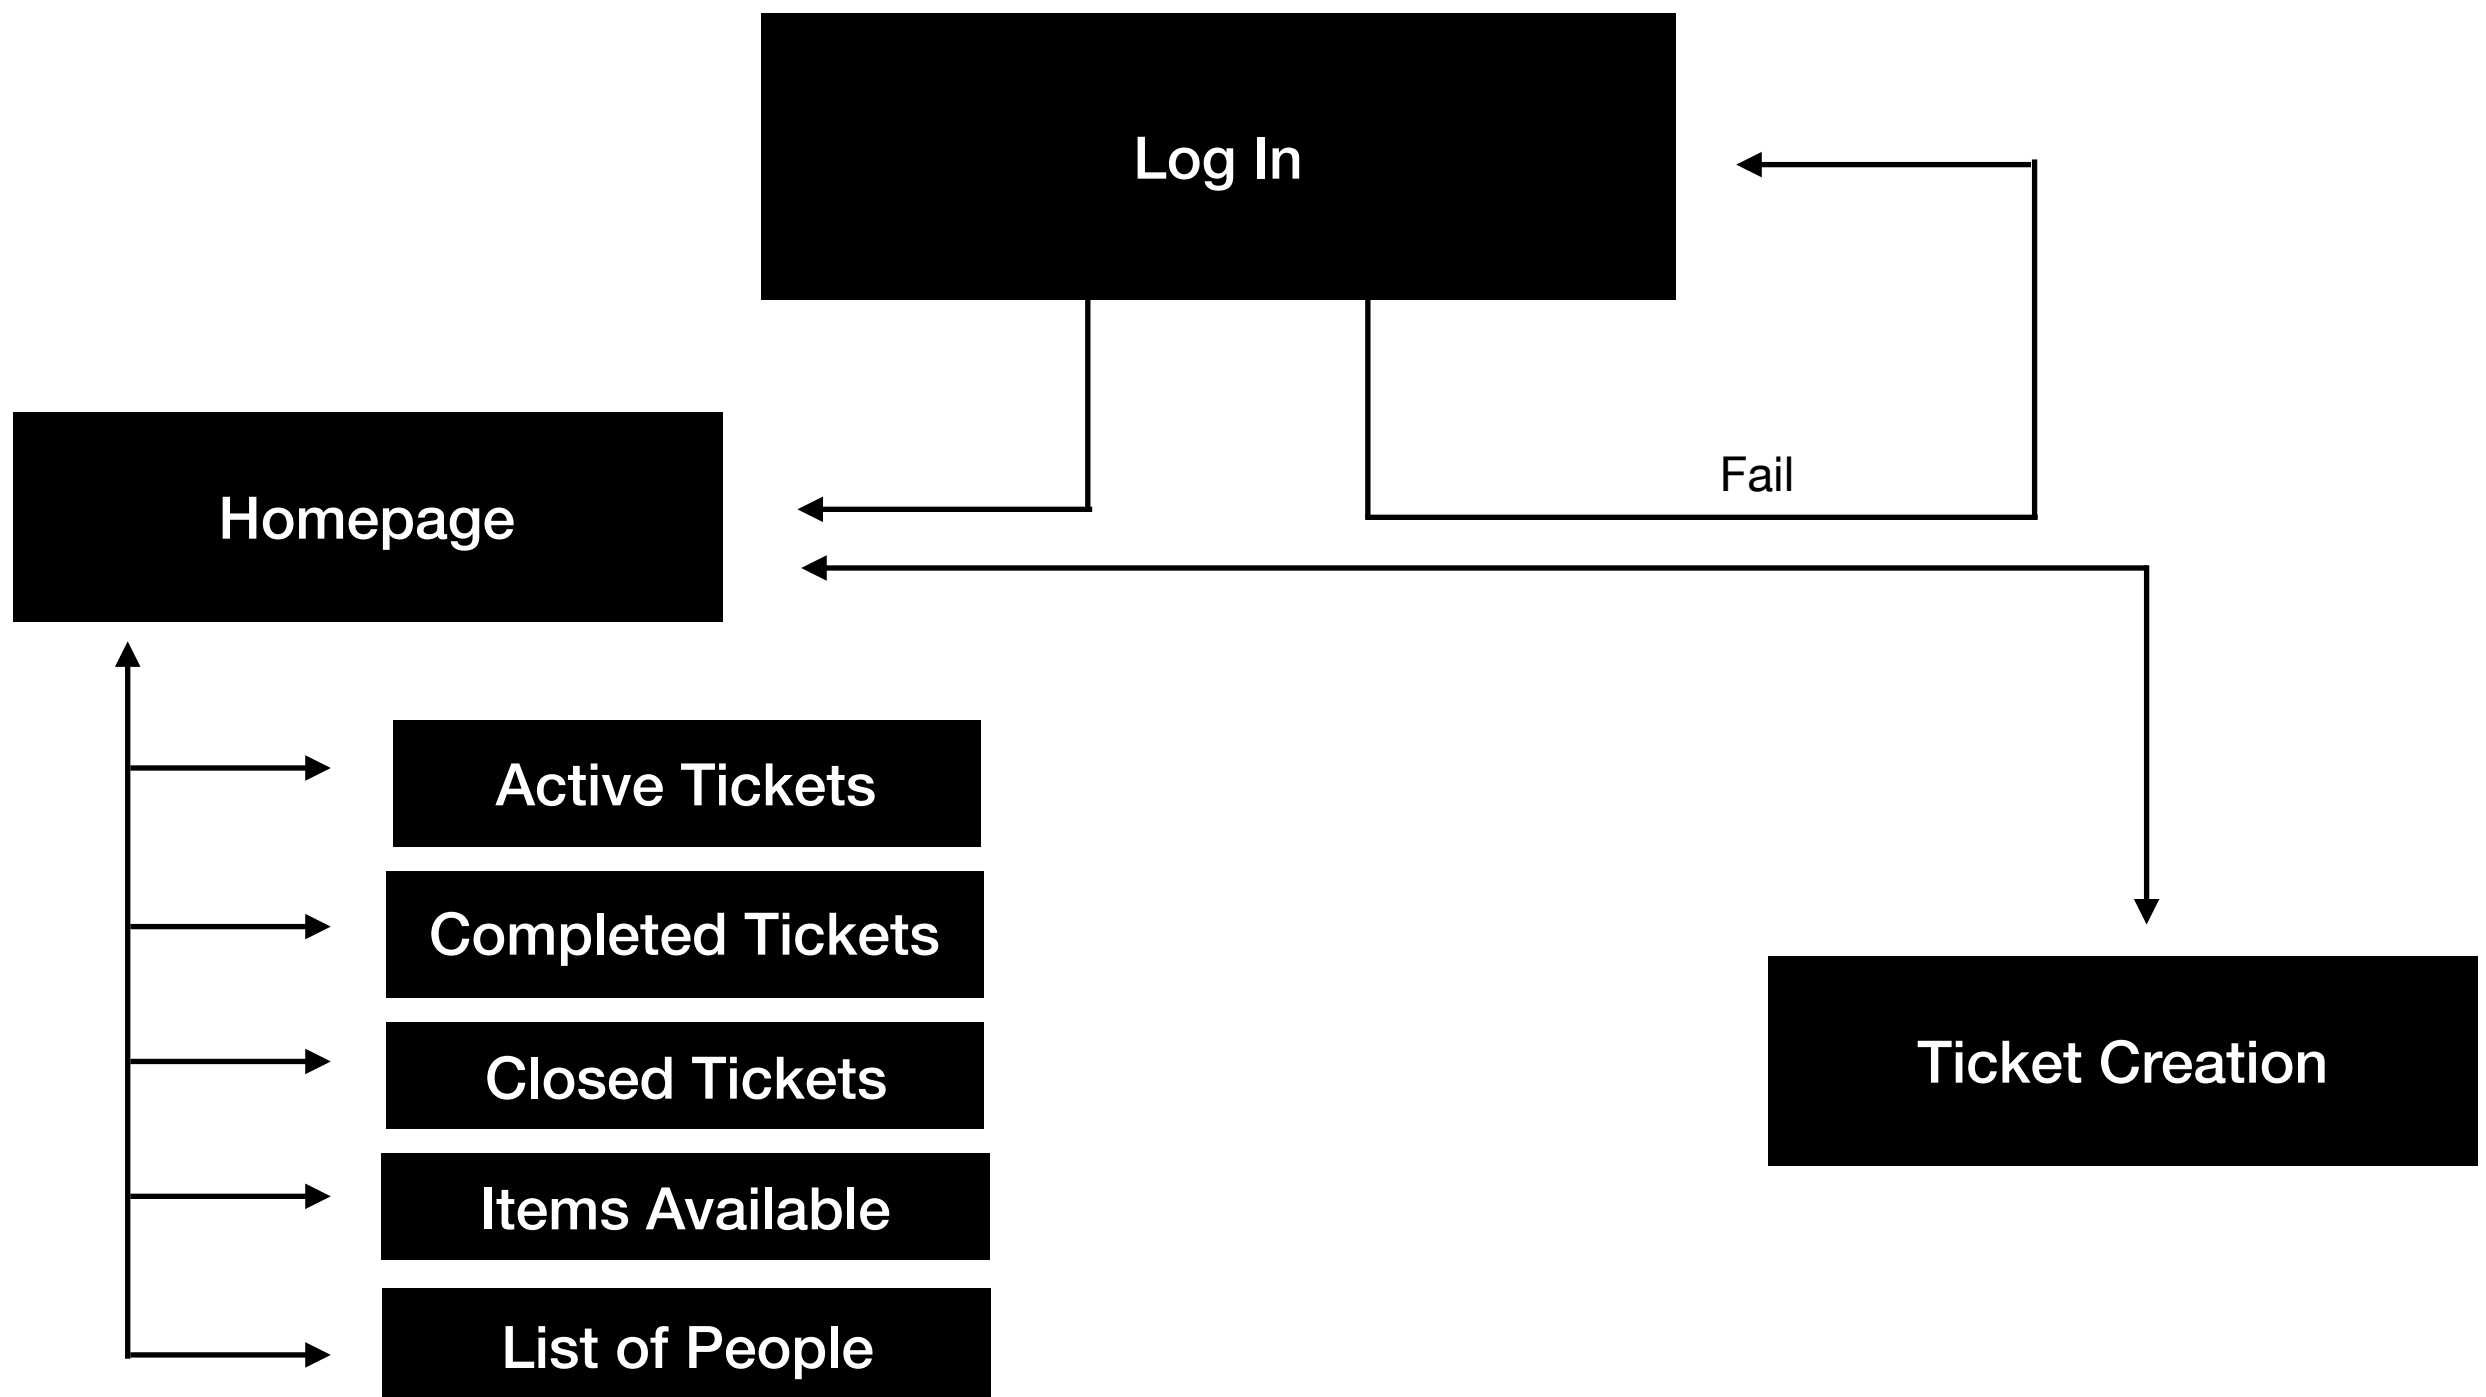 Log In
Homepage
Fail
Active Tickets
Completed Tickets
Closed Tickets
Ticket Creation
Items Available
List of People